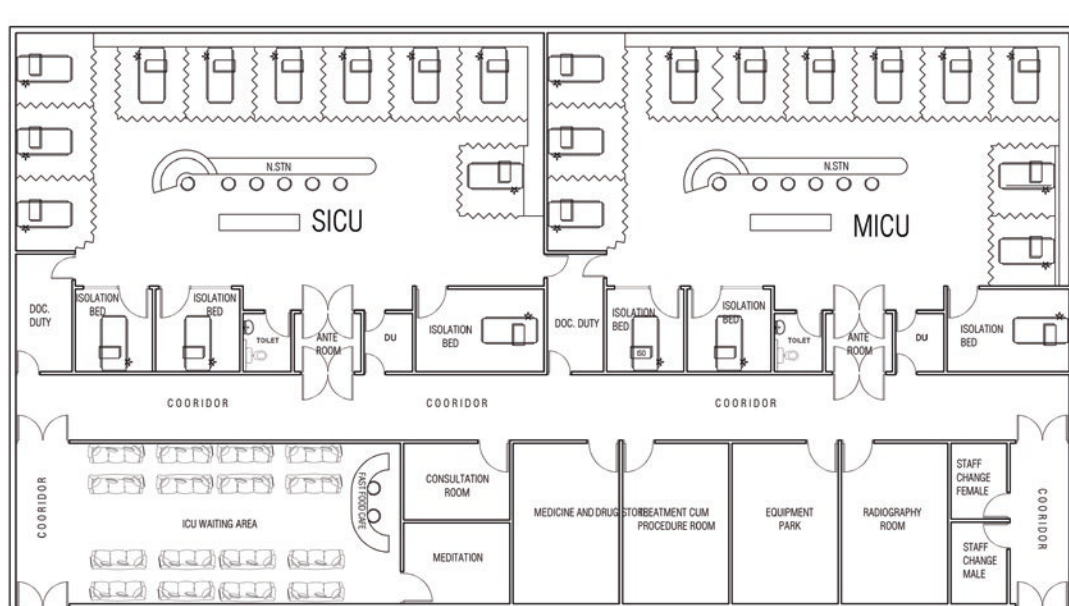 N.STN
N.STN
SICU
MICU
DOC.
DUTY
ISOLATION
BED
ISOLATION
BED
TOILET
ANTE
ROOM
DU
ISOLATION
BED
DOC. DUTY
ISOLATION
BED
ISO
ISOLATION
BED
TOILET
ANTE
ROOM
DU
ISOLATION
BED
COORIDOR
COORIDOR
COORIDOR
COORIDOR
ICU WAITING AREA
FAST FOOD CAFE
CONSULTATION
ROOM
MEDITATION
MEDICINE AND DRUG STORE
TREATMENT CUM
PROCEDURE ROOM
EQUIPMENT
PARK
RADIOGRAPHY
ROOM
STAFF
CHANGE
FEMALE
STAFF
CHANGE
MALE
COORIDOR